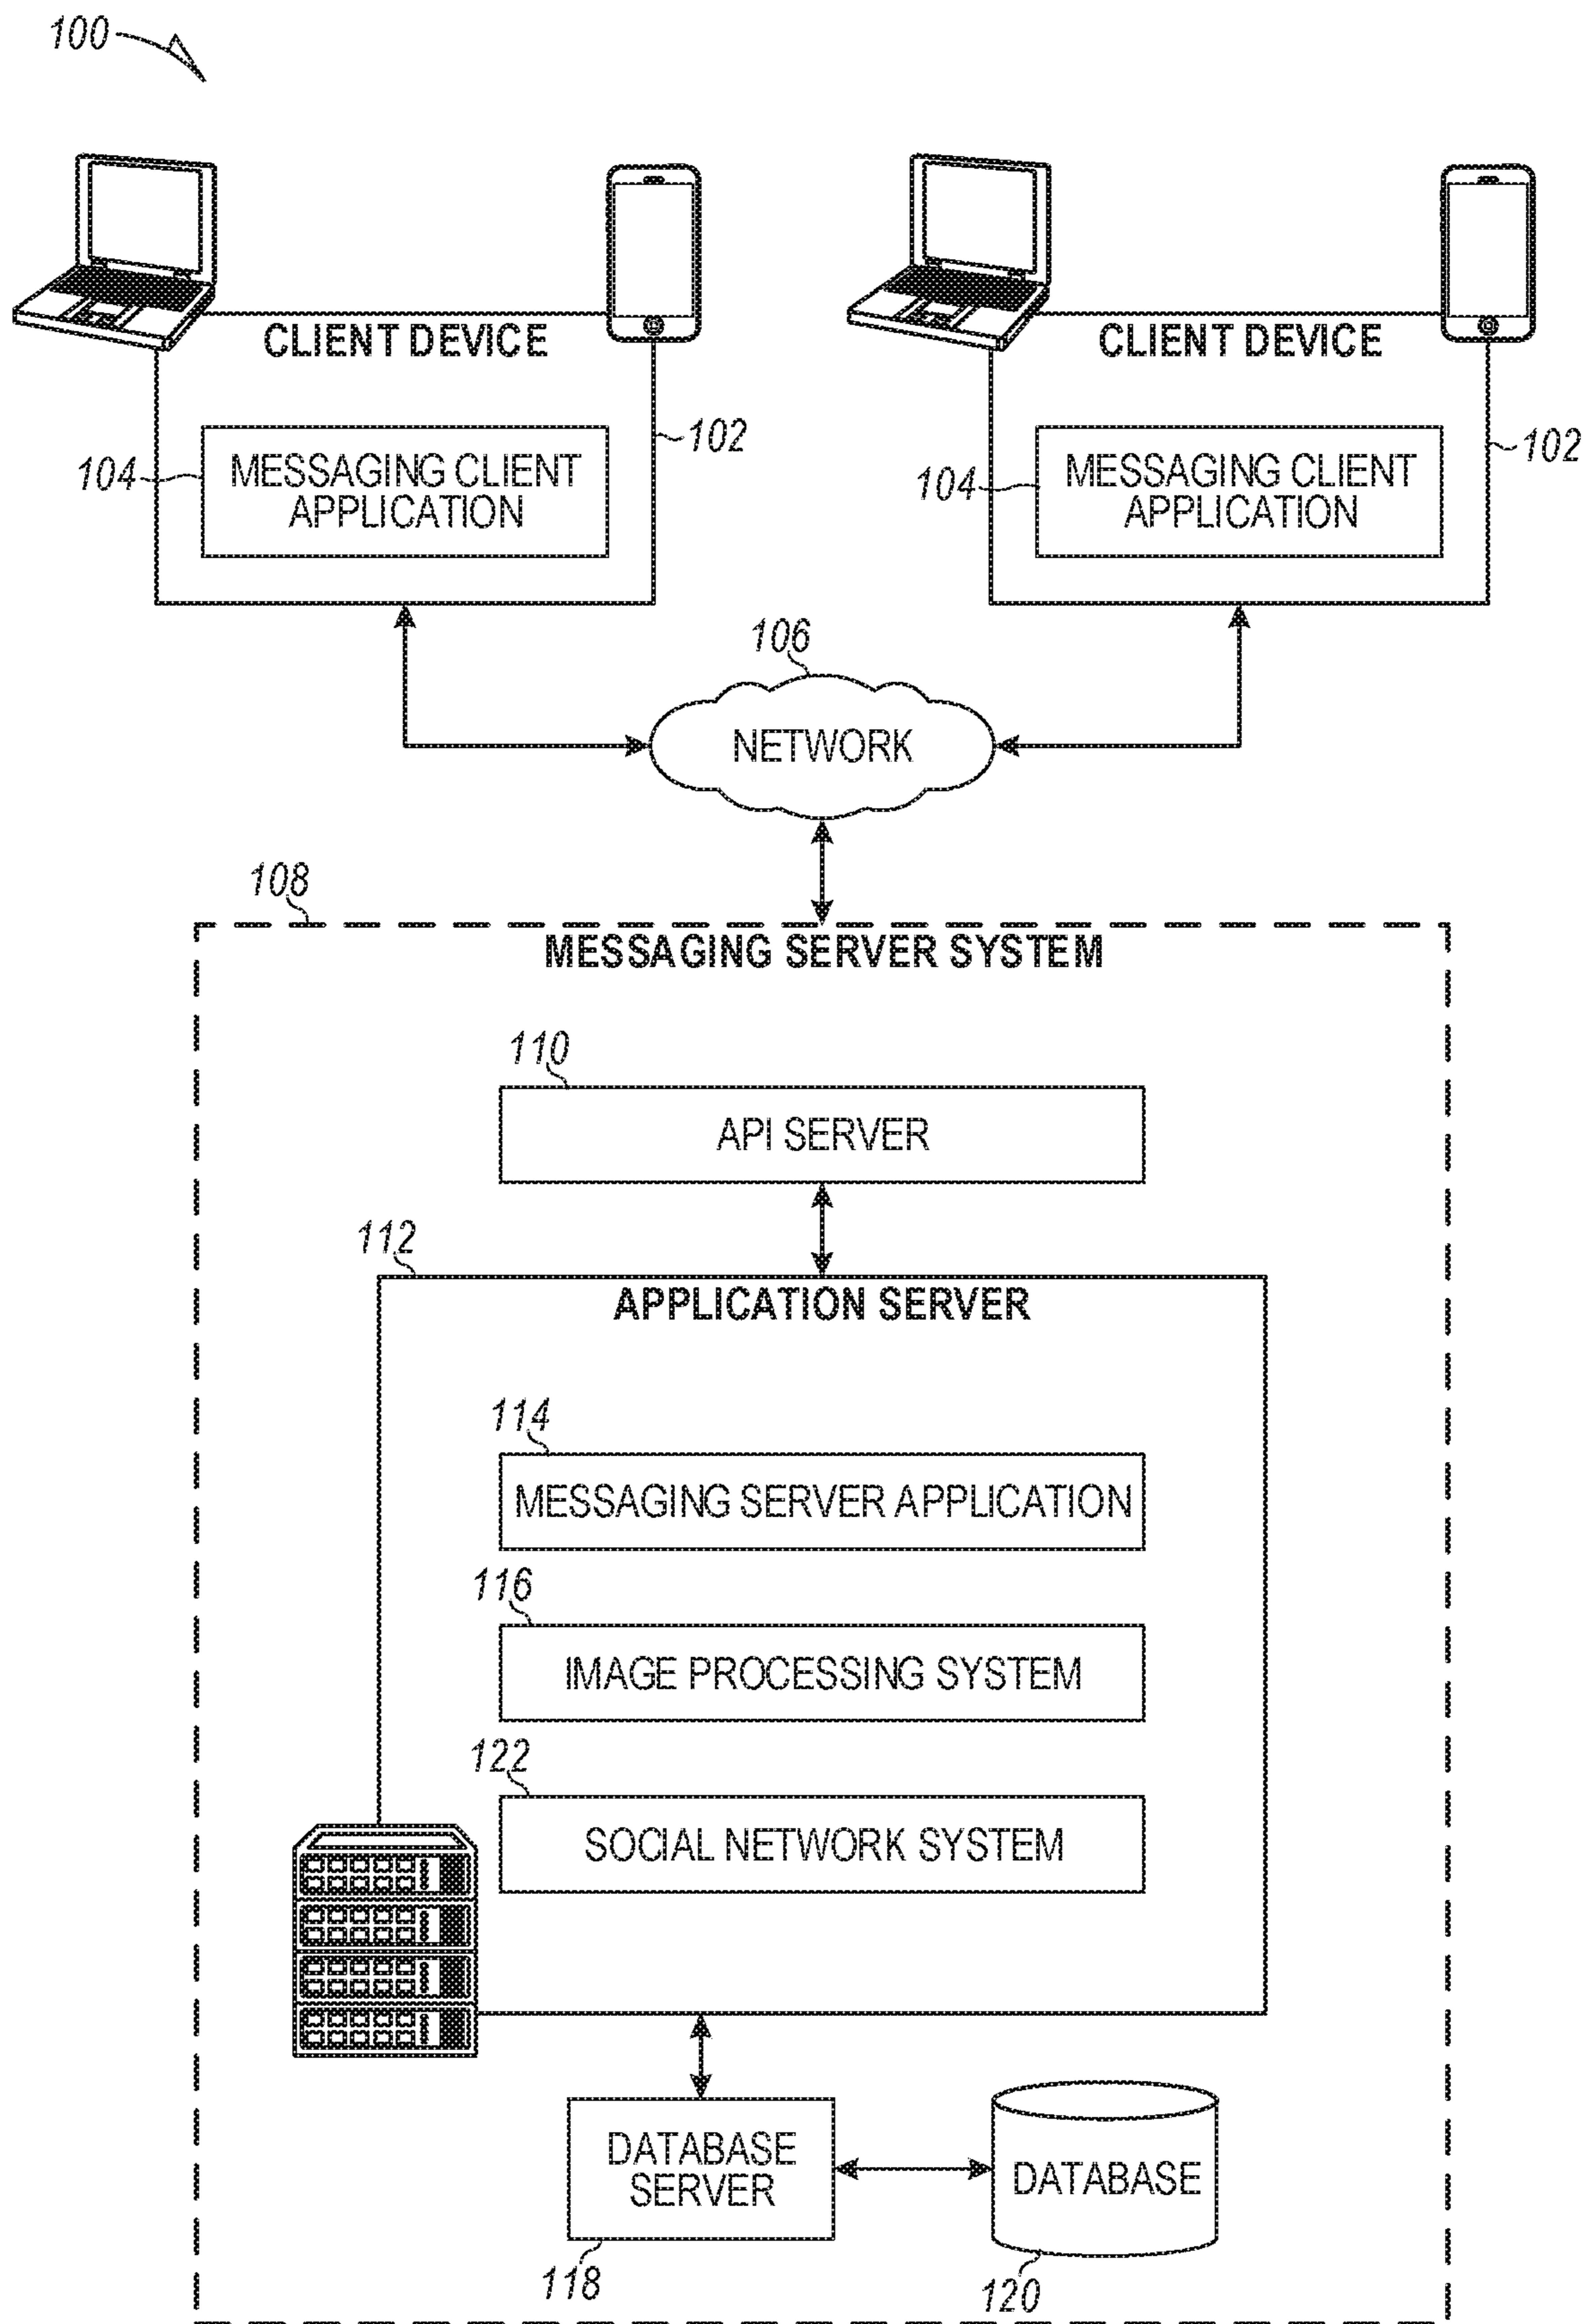 100
CLIENT DEVICE
102
104
MESSAGING CLIENT
APPLICATION
CLIENT DEVICE
102
104
MESSAGING CLIENT
APPLICATION
106
NETWORK
108
MESSAGING SERVER SYSTEM
110
API SERVER
112
APPLICATION SERVER
114
MESSAGING SERVER APPLICATION
116
IMAGE PROCESSING SYSTEM
122
SOCIAL NETWORK SYSTEM
DATABASE
SERVER
118
DATABASE
120